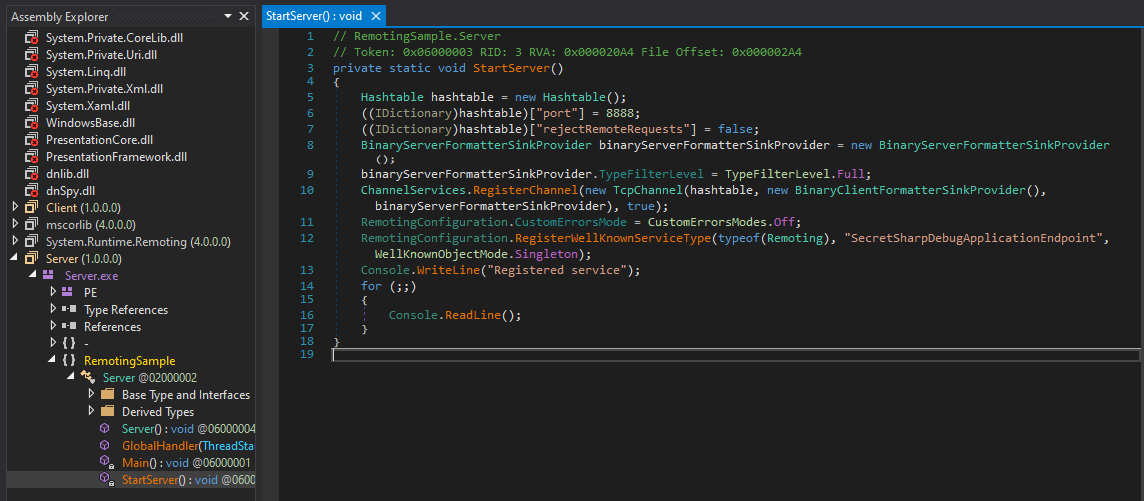 Assembly Explorer
System.Private.CoreLib.dll
System.Private.Uri.dll
System.Linq.dll
System.Private.Xml.dll
System.Xaml.dll
WindowsBase.dll
PresentationCore.dll
PresentationFramework.dll
dnlib.dll
dnSpy.dll
Client (1.0.0.0)
mscorlib (4.0.0.0)
System.Runtime.Remoting (4.0.0.0)
Server (1.0.0.0)
Server.exe
PE
Type References
References
{ } -
{ } RemotingSample
Server @02000002
Base Type and Interfaces
Derived Types
Server() : void @06000004
GlobalHandler(ThreadSta
Main() : void @06000001
StartServer() : void @0600
StartServer() : void
1 // RemotingSample.Server
2 // Token: 0x06000003 RID: 3 RVA: 0x000020A4 File Offset: 0x000002A4
3 private static void StartServer()
4 {
5 Hashtable hashtable = new Hashtable();
6 ((IDictionary)hashtable)["port"] = 8888;
7 ((IDictionary)hashtable)["rejectRemoteRequests"] = false;
8 BinaryServerFormatterSinkProvider binaryServerFormatterSinkProvider = new BinaryServerFormatterSinkProvider
();
9 binaryServerFormatterSinkProvider.TypeFilterLevel = TypeFilterLevel.Full;
10 ChannelServices.RegisterChannel(new TcpChannel(hashtable, new BinaryClientFormatterSinkProvider(),
binaryServerFormatterSinkProvider), true);
11 RemotingConfiguration.CustomErrorsMode = CustomErrorsModes.Off;
12 RemotingConfiguration.RegisterWellKnownServiceType(typeof(Remoting), "SecretSharpDebugApplicationEndpoint",
WellKnownObjectMode.Singleton);
13 Console.WriteLine("Registered service");
14 for (;;)
15 {
16 Console.ReadLine();
17 }
18 }
19